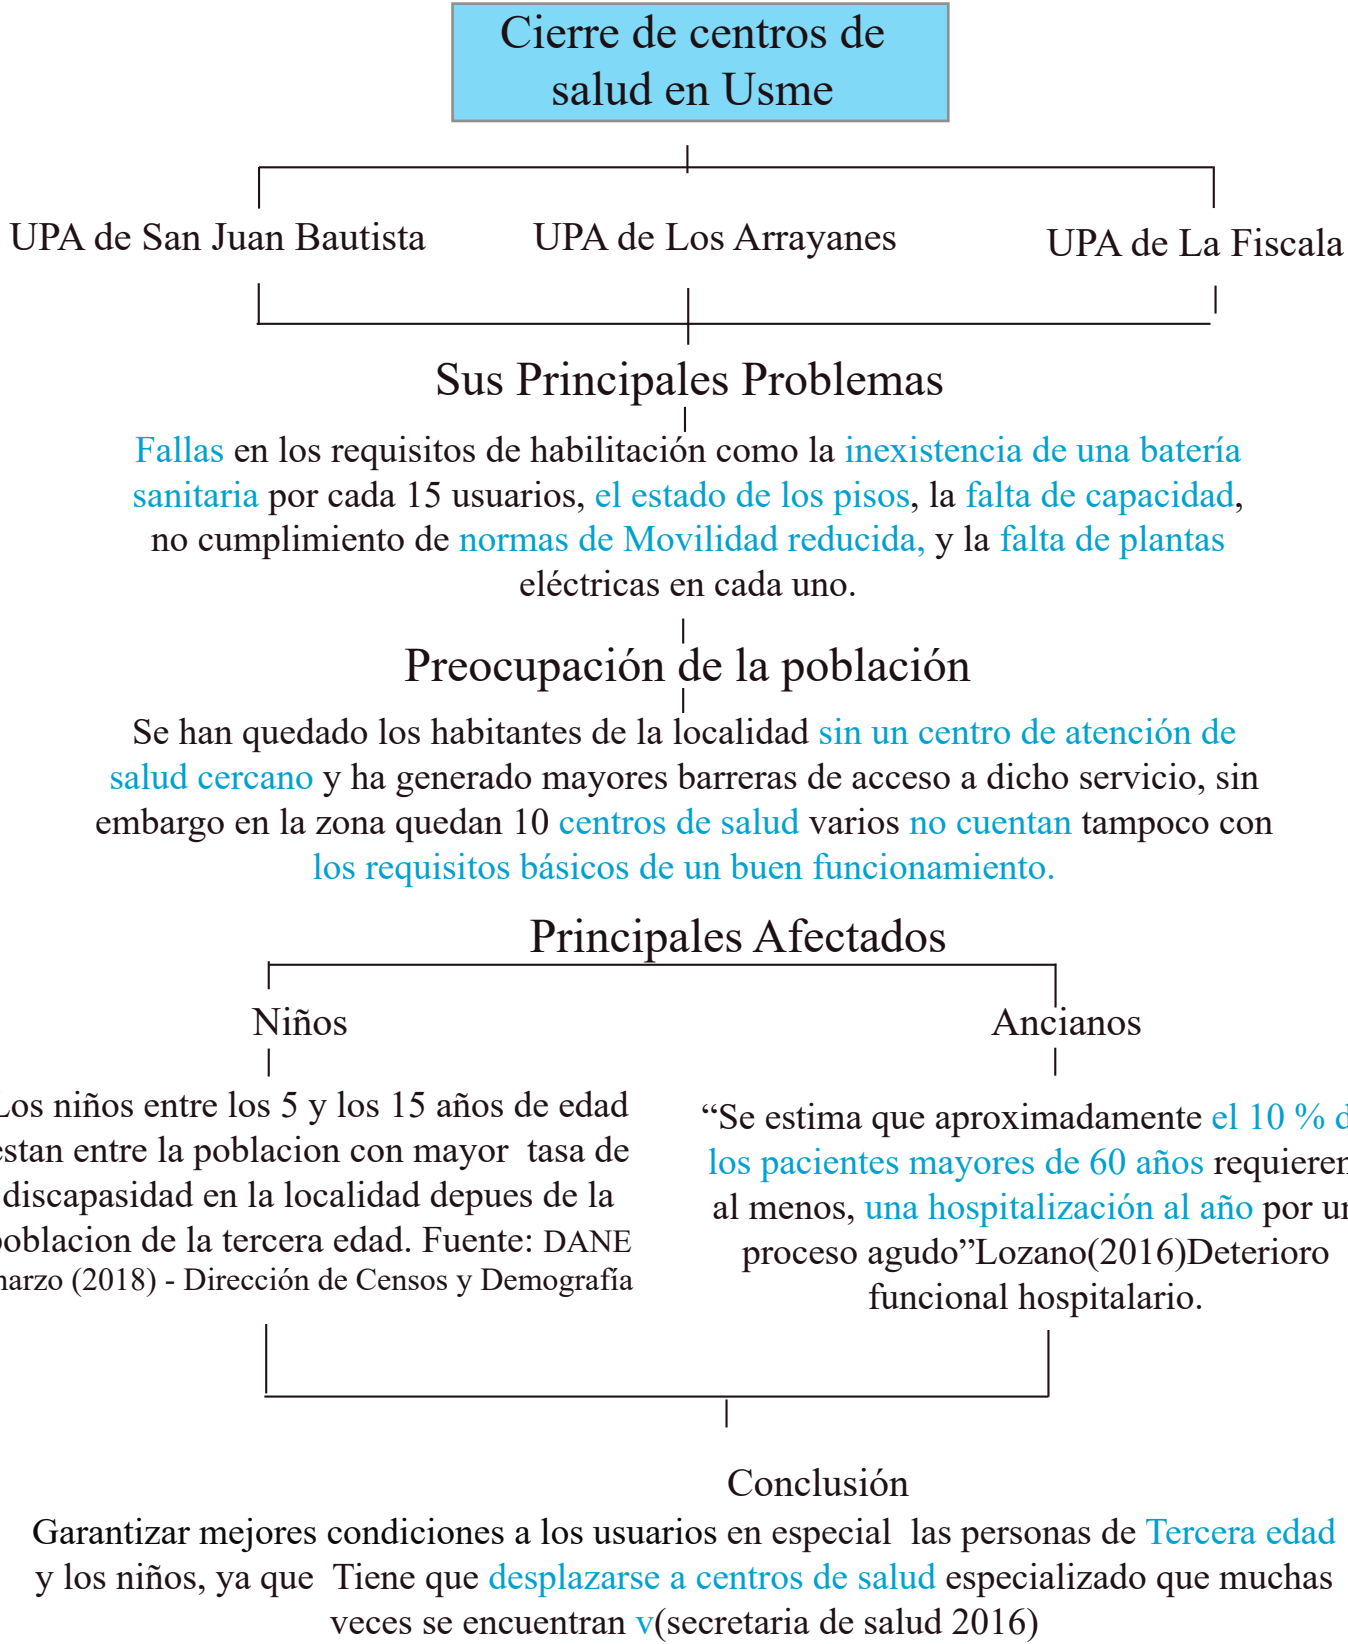 Cierre de centros de
salud en Usme
UPA de San Juan Bautista
UPA de Los Arrayanes
UPA de La Fiscala
Sus Principales Problemas
Fallas en los requisitos de habilitación como la inexistencia de una batería
sanitaria por cada 15 usuarios, el estado de los pisos, la falta de capacidad,
no cumplimiento de normas de Movilidad reducida, y la falta de plantas
eléctricas en cada uno.
Preocupación de la población
Se han quedado los habitantes de la localidad sin un centro de atención de
salud cercano y ha generado mayores barreras de acceso a dicho servicio, sin
embargo en la zona quedan 10 centros de salud varios no cuentan tampoco con
los requisitos básicos de un buen funcionamiento.
Principales Afectados
Niños
Los niños entre los 5 y los 15 años de edad
estan entre la poblacion con mayor tasa de
discapasidad en la localidad depues de la
poblacion de la tercera edad. Fuente: DANE
marzo (2018) - Dirección de Censos y Demografía
Ancianos
“Se estima que aproximadamente el 10 % d
los pacientes mayores de 60 años requieren
al menos, una hospitalización al año por un
proceso agudo”Lozano(2016)Deterioro
funcional hospitalario.
Conclusión
Garantizar mejores condiciones a los usuarios en especial las personas de Tercera edad
y los niños, ya que Tiene que desplazarse a centros de salud especializado que muchas
veces se encuentran v(secretaria de salud 2016)